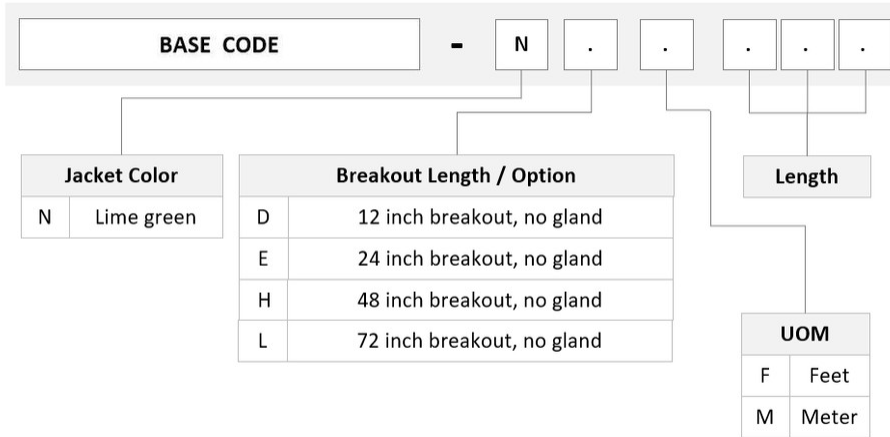 BASE CODE - N . . . . .
Jacket Color
N Lime green
Breakout Length / Option
D 12 inch breakout, no gland
E 24 inch breakout, no gland
H 48 inch breakout, no gland
L 72 inch breakout, no gland
Length
UOM
F Feet
M Meter